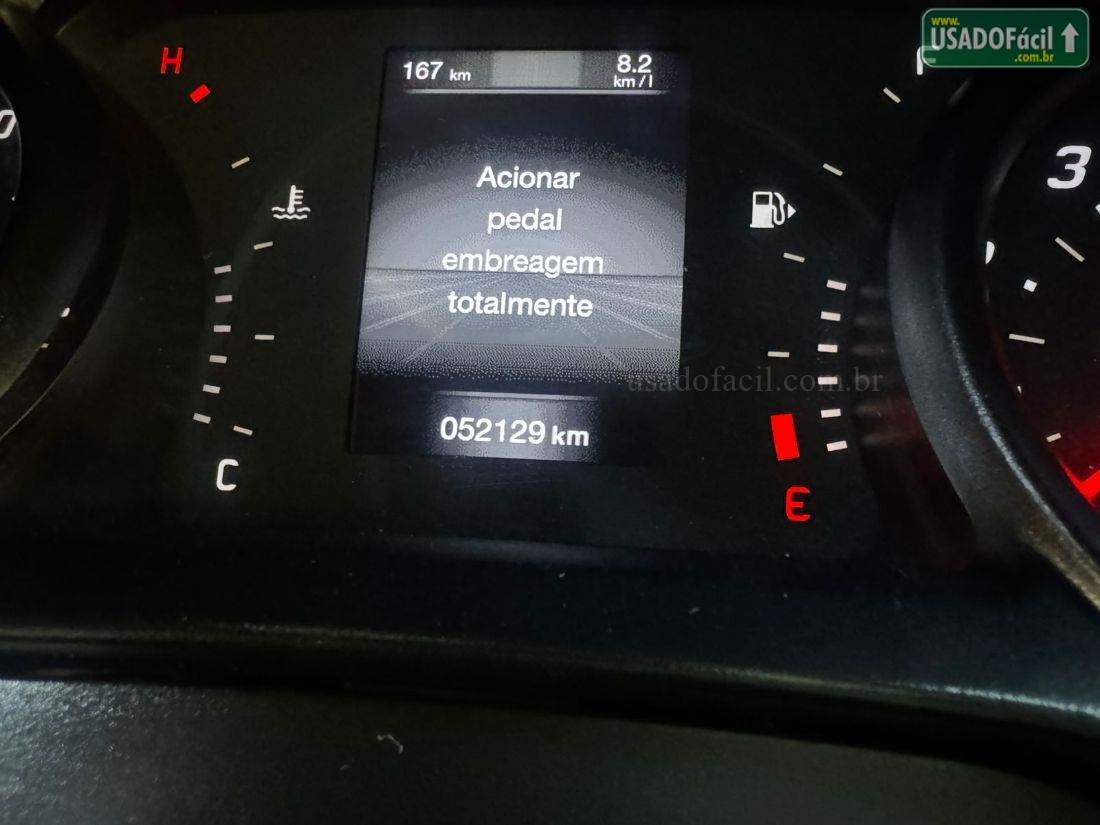 www.
USADOFácil
.com.br
H
167 km
8.2
km/l
3
Acionar
pedal
embreagem
totalmente
usadofacil.com.br
052129 km
C
E